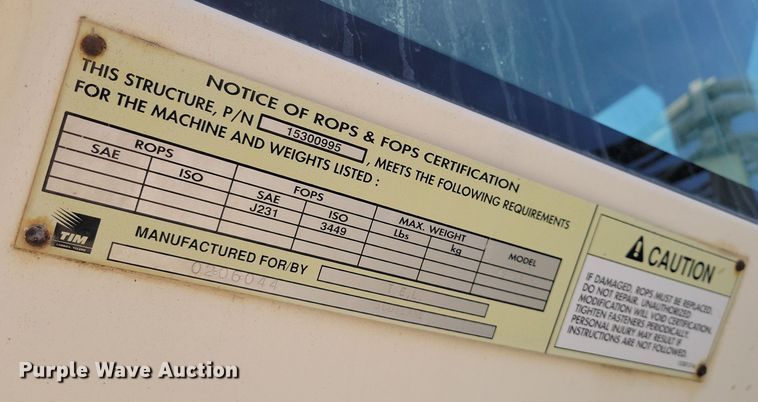 NOTICE OF ROPS & FOPS CERTIFICATION
THIS STRUCTURE, P/N 15300995 , MEETS THE FOLLOWING REQUIREMENTS
FOR THE MACHINE AND WEIGHTS LISTED :
ROPS FOPS MAX. WEIGHT MODEL
SAE ISO SAE ISO Lbs kg
J231 3449
TIM
MANUFACTURED FOR/BY
0206044
CAUTION
IF DAMAGED, ROPS MUST BE REPLACED.
DO NOT REPAIR. UNAUTHORIZED
MODIFICATION WILL VOID CERTIFICATION.
TIGHTEN FASTENERS PERIODICALLY.
PERSONAL INJURY MAY RESULT IF
INSTRUCTIONS ARE NOT FOLLOWED.
Purple Wave Auction